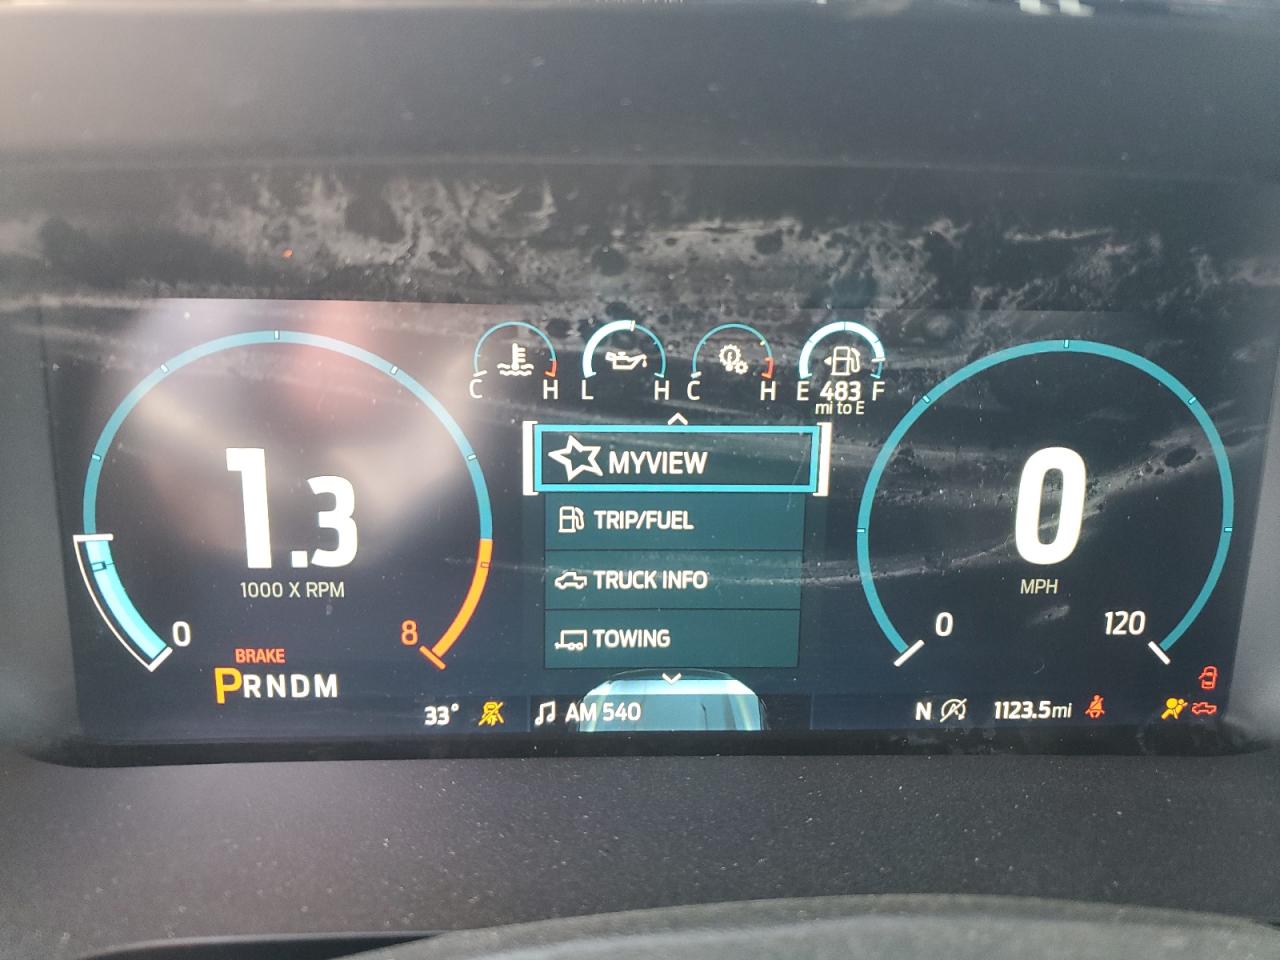 C H L H C H E 483 F
mi to E
MYVIEW
TRIP/FUEL
TRUCK INFO
TOWING
1.3
1000 X RPM
0 8
BRAKE
PRNDM
0
MPH
0 120
33°
AM 540
N
1123.5mi